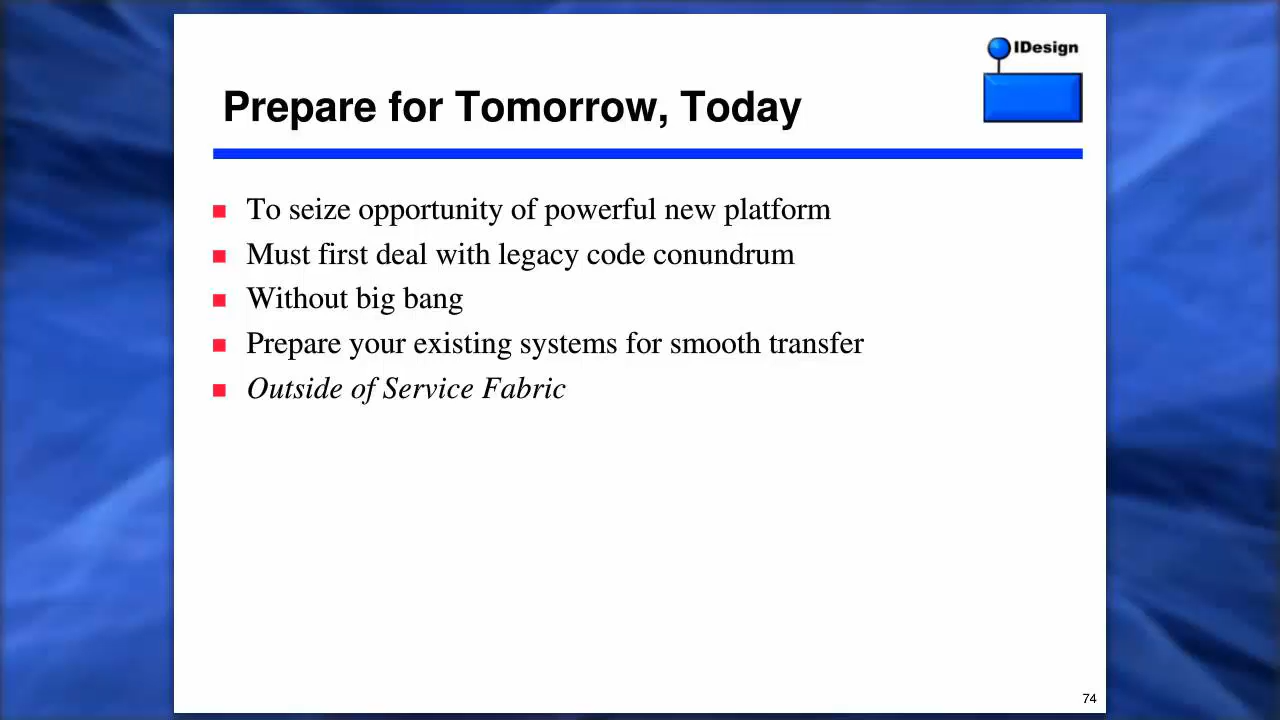 IDesign
Prepare for Tomorrow, Today
To seize opportunity of powerful new platform
Must first deal with legacy code conundrum
Without big bang
Prepare your existing systems for smooth transfer
Outside of Service Fabric
74